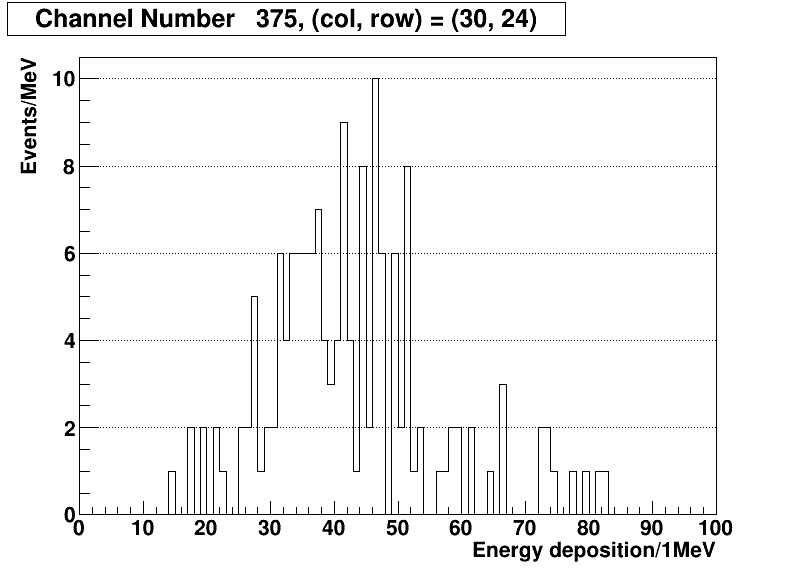 Channel Number 375, (col, row) = (30, 24)
Events/MeV
10
8
6
4
2
0
0 10 20 30 40 50 60 70 80 90 100
Energy deposition/1MeV